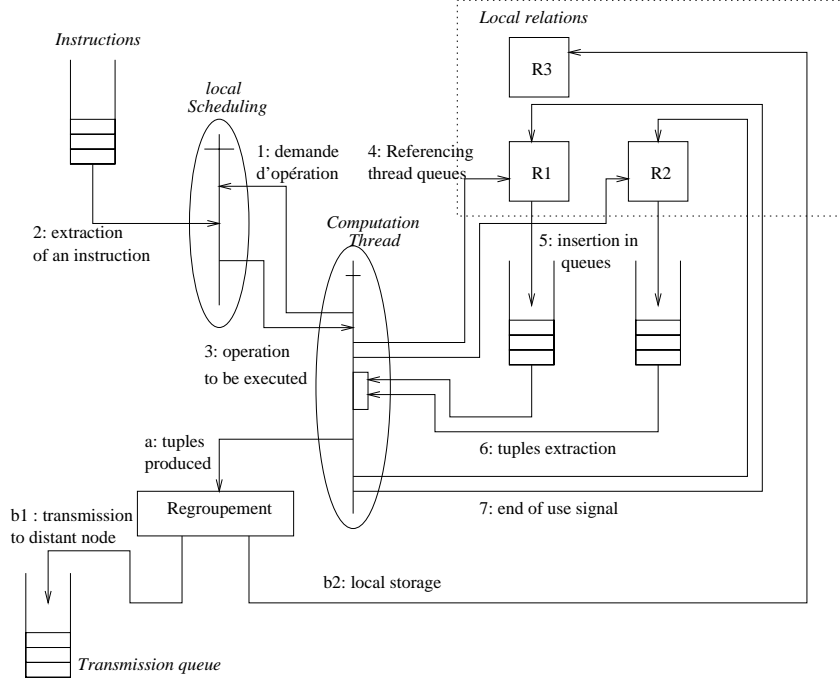 Instructions
Local relations
R3
local
Scheduling
1: demande
d'opération
4: Referencing
thread queues
R1
R2
2: extraction
of an instruction
Computation
Thread
5: insertion in
queues
3: operation
to be executed
a: tuples
produced
6: tuples extraction
Regroupement
7: end of use signal
b1 : transmission
to distant node
b2: local storage
Transmission queue